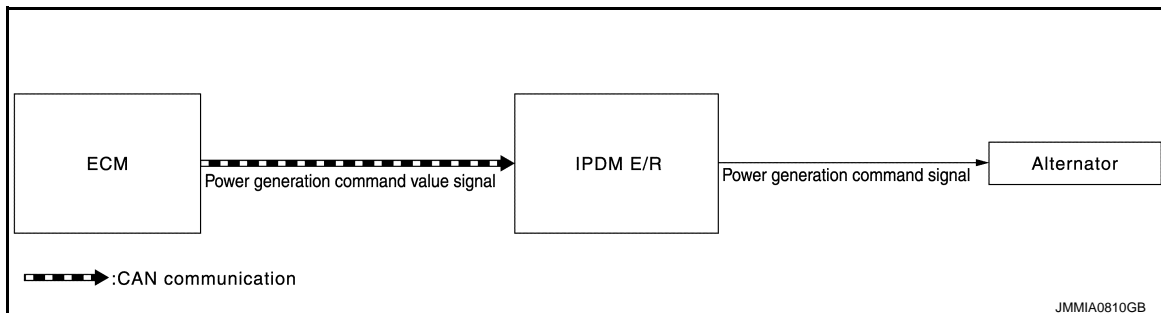 ECM
Power generation command value signal
IPDM E/R
Power generation command signal
Alternator
:CAN communication
JMMIA0810GB